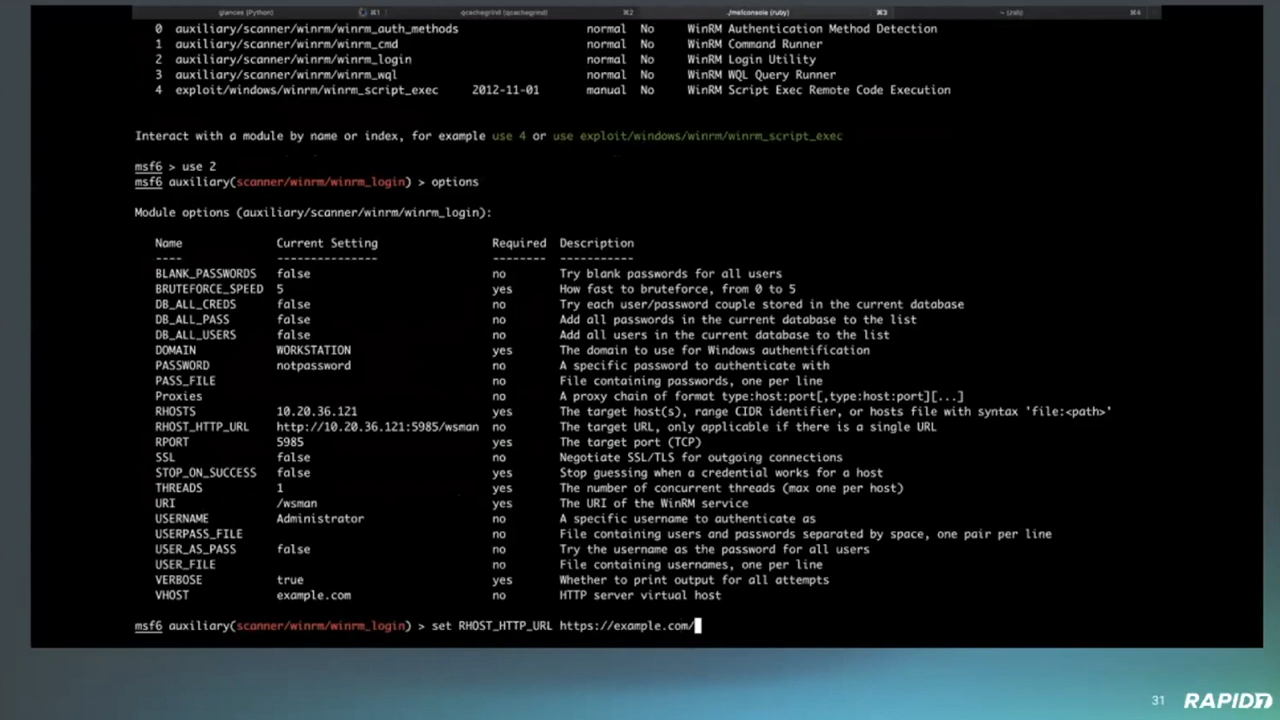 glances (Python) ⌘1 qcachegrind (qcachegrind) ⌘2 ./msfconsole (ruby) ⌘3 ~ (zsh) ⌘4
0 auxiliary/scanner/winrm/winrm_auth_methods normal No WinRM Authentication Method Detection
1 auxiliary/scanner/winrm/winrm_cmd normal No WinRM Command Runner
2 auxiliary/scanner/winrm/winrm_login normal No WinRM Login Utility
3 auxiliary/scanner/winrm/winrm_wql normal No WinRM WQL Query Runner
4 exploit/windows/winrm/winrm_script_exec 2012-11-01 manual No WinRM Script Exec Remote Code Execution
Interact with a module by name or index, for example use 4 or use exploit/windows/winrm/winrm_script_exec
msf6 > use 2
msf6 auxiliary(scanner/winrm/winrm_login) > options
Module options (auxiliary/scanner/winrm/winrm_login):
Name Current Setting Required Description
---- --------------- -------- -----------
BLANK_PASSWORDS false no Try blank passwords for all users
BRUTEFORCE_SPEED 5 yes How fast to bruteforce, from 0 to 5
DB_ALL_CREDS false no Try each user/password couple stored in the current database
DB_ALL_PASS false no Add all passwords in the current database to the list
DB_ALL_USERS false no Add all users in the current database to the list
DOMAIN WORKSTATION yes The domain to use for Windows authentification
PASSWORD notpassword no A specific password to authenticate with
PASS_FILE no File containing passwords, one per line
Proxies no A proxy chain of format type:host:port[,type:host:port][...]
RHOSTS 10.20.36.121 yes The target host(s), range CIDR identifier, or hosts file with syntax 'file:<path>'
RHOST_HTTP_URL http://10.20.36.121:5985/wsman no The target URL, only applicable if there is a single URL
RPORT 5985 yes The target port (TCP)
SSL false no Negotiate SSL/TLS for outgoing connections
STOP_ON_SUCCESS false yes Stop guessing when a credential works for a host
THREADS 1 yes The number of concurrent threads (max one per host)
URI /wsman yes The URI of the WinRM service
USERNAME Administrator no A specific username to authenticate as
USERPASS_FILE no File containing users and passwords separated by space, one pair per line
USER_AS_PASS false no Try the username as the password for all users
USER_FILE no File containing usernames, one per line
VERBOSE true yes Whether to print output for all attempts
VHOST example.com no HTTP server virtual host
msf6 auxiliary(scanner/winrm/winrm_login) > set RHOST_HTTP_URL https://example.com/
31 RAPID7